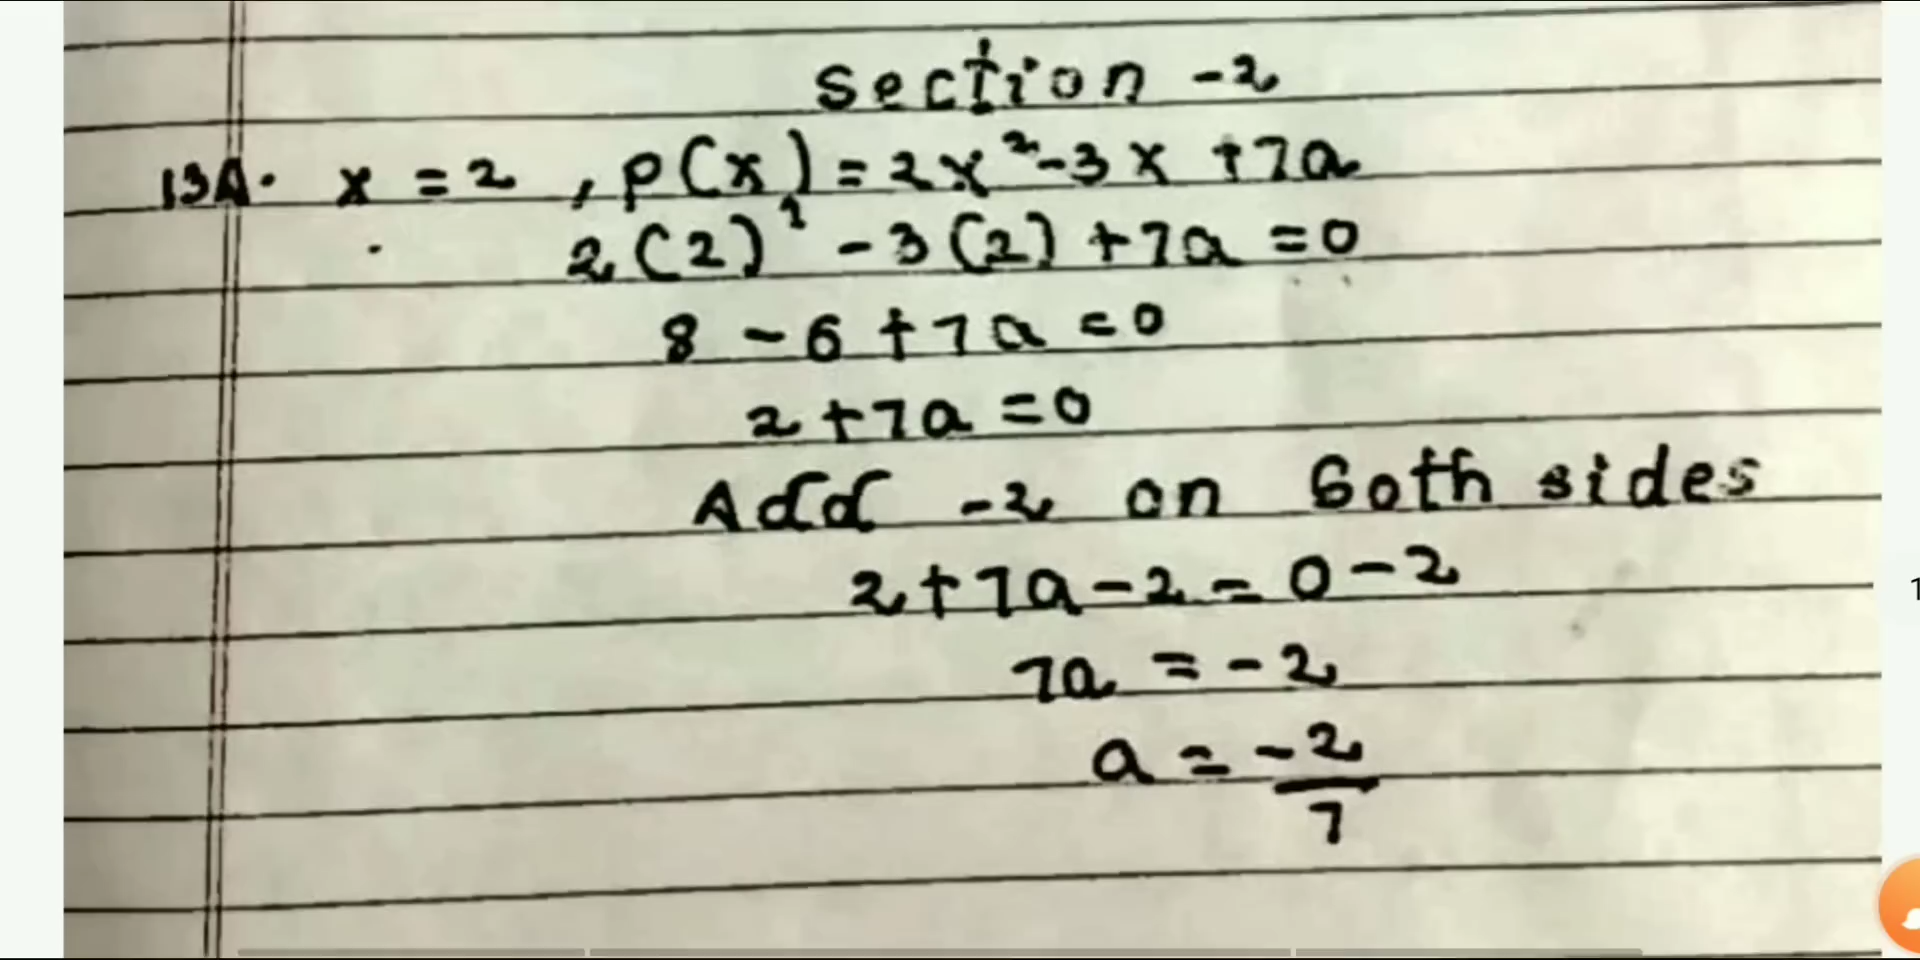 Section -2
13A. x = 2, p(x) = 2x²-3x +7a
2(2)² - 3(2) +7a = 0
8 - 6 + 7a = 0
2 + 7a = 0
Add -2 on both sides
2 + 7a - 2 = 0 - 2
7a = -2
a = -2
7
1